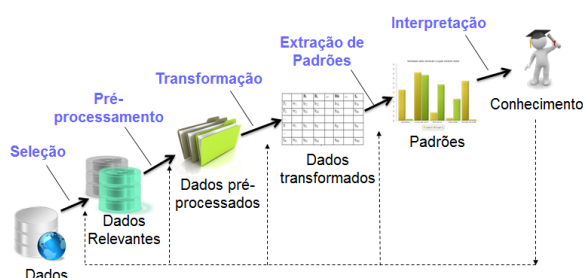 Interpretação
Extração de
Padrões
Transformação
Pré-
processamento
Seleção
Conhecimento
Padrões
Dados
transformados
Dados pré-
processados
Dados
Relevantes
Dados